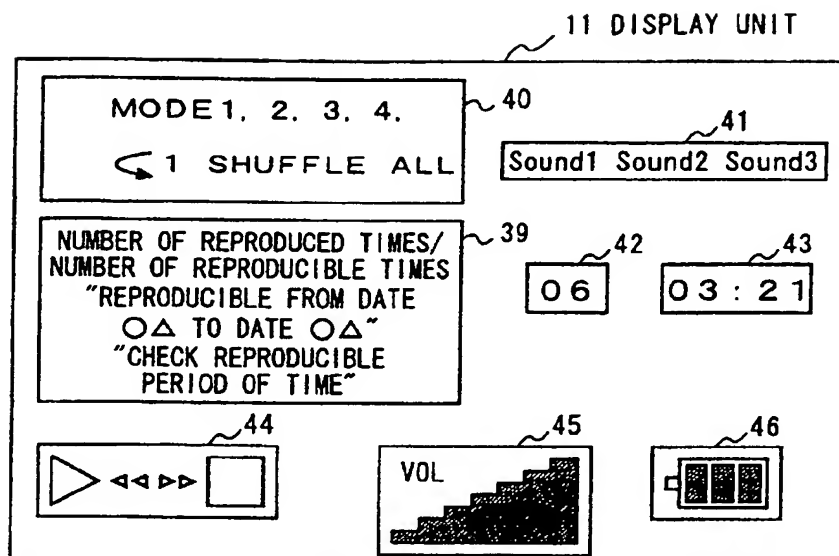 11 DISPLAY UNIT
MODE1. 2. 3. 4.
40
1 SHUFFLE ALL
41
Sound1 Sound2 Sound3
NUMBER OF REPRODUCED TIMES/
39
NUMBER OF REPRODUCIBLE TIMES
"REPRODUCIBLE FROM DATE
○△ TO DATE ○△"
"CHECK REPRODUCIBLE
PERIOD OF TIME"
42
06
43
03:21
44
45
VOL
46